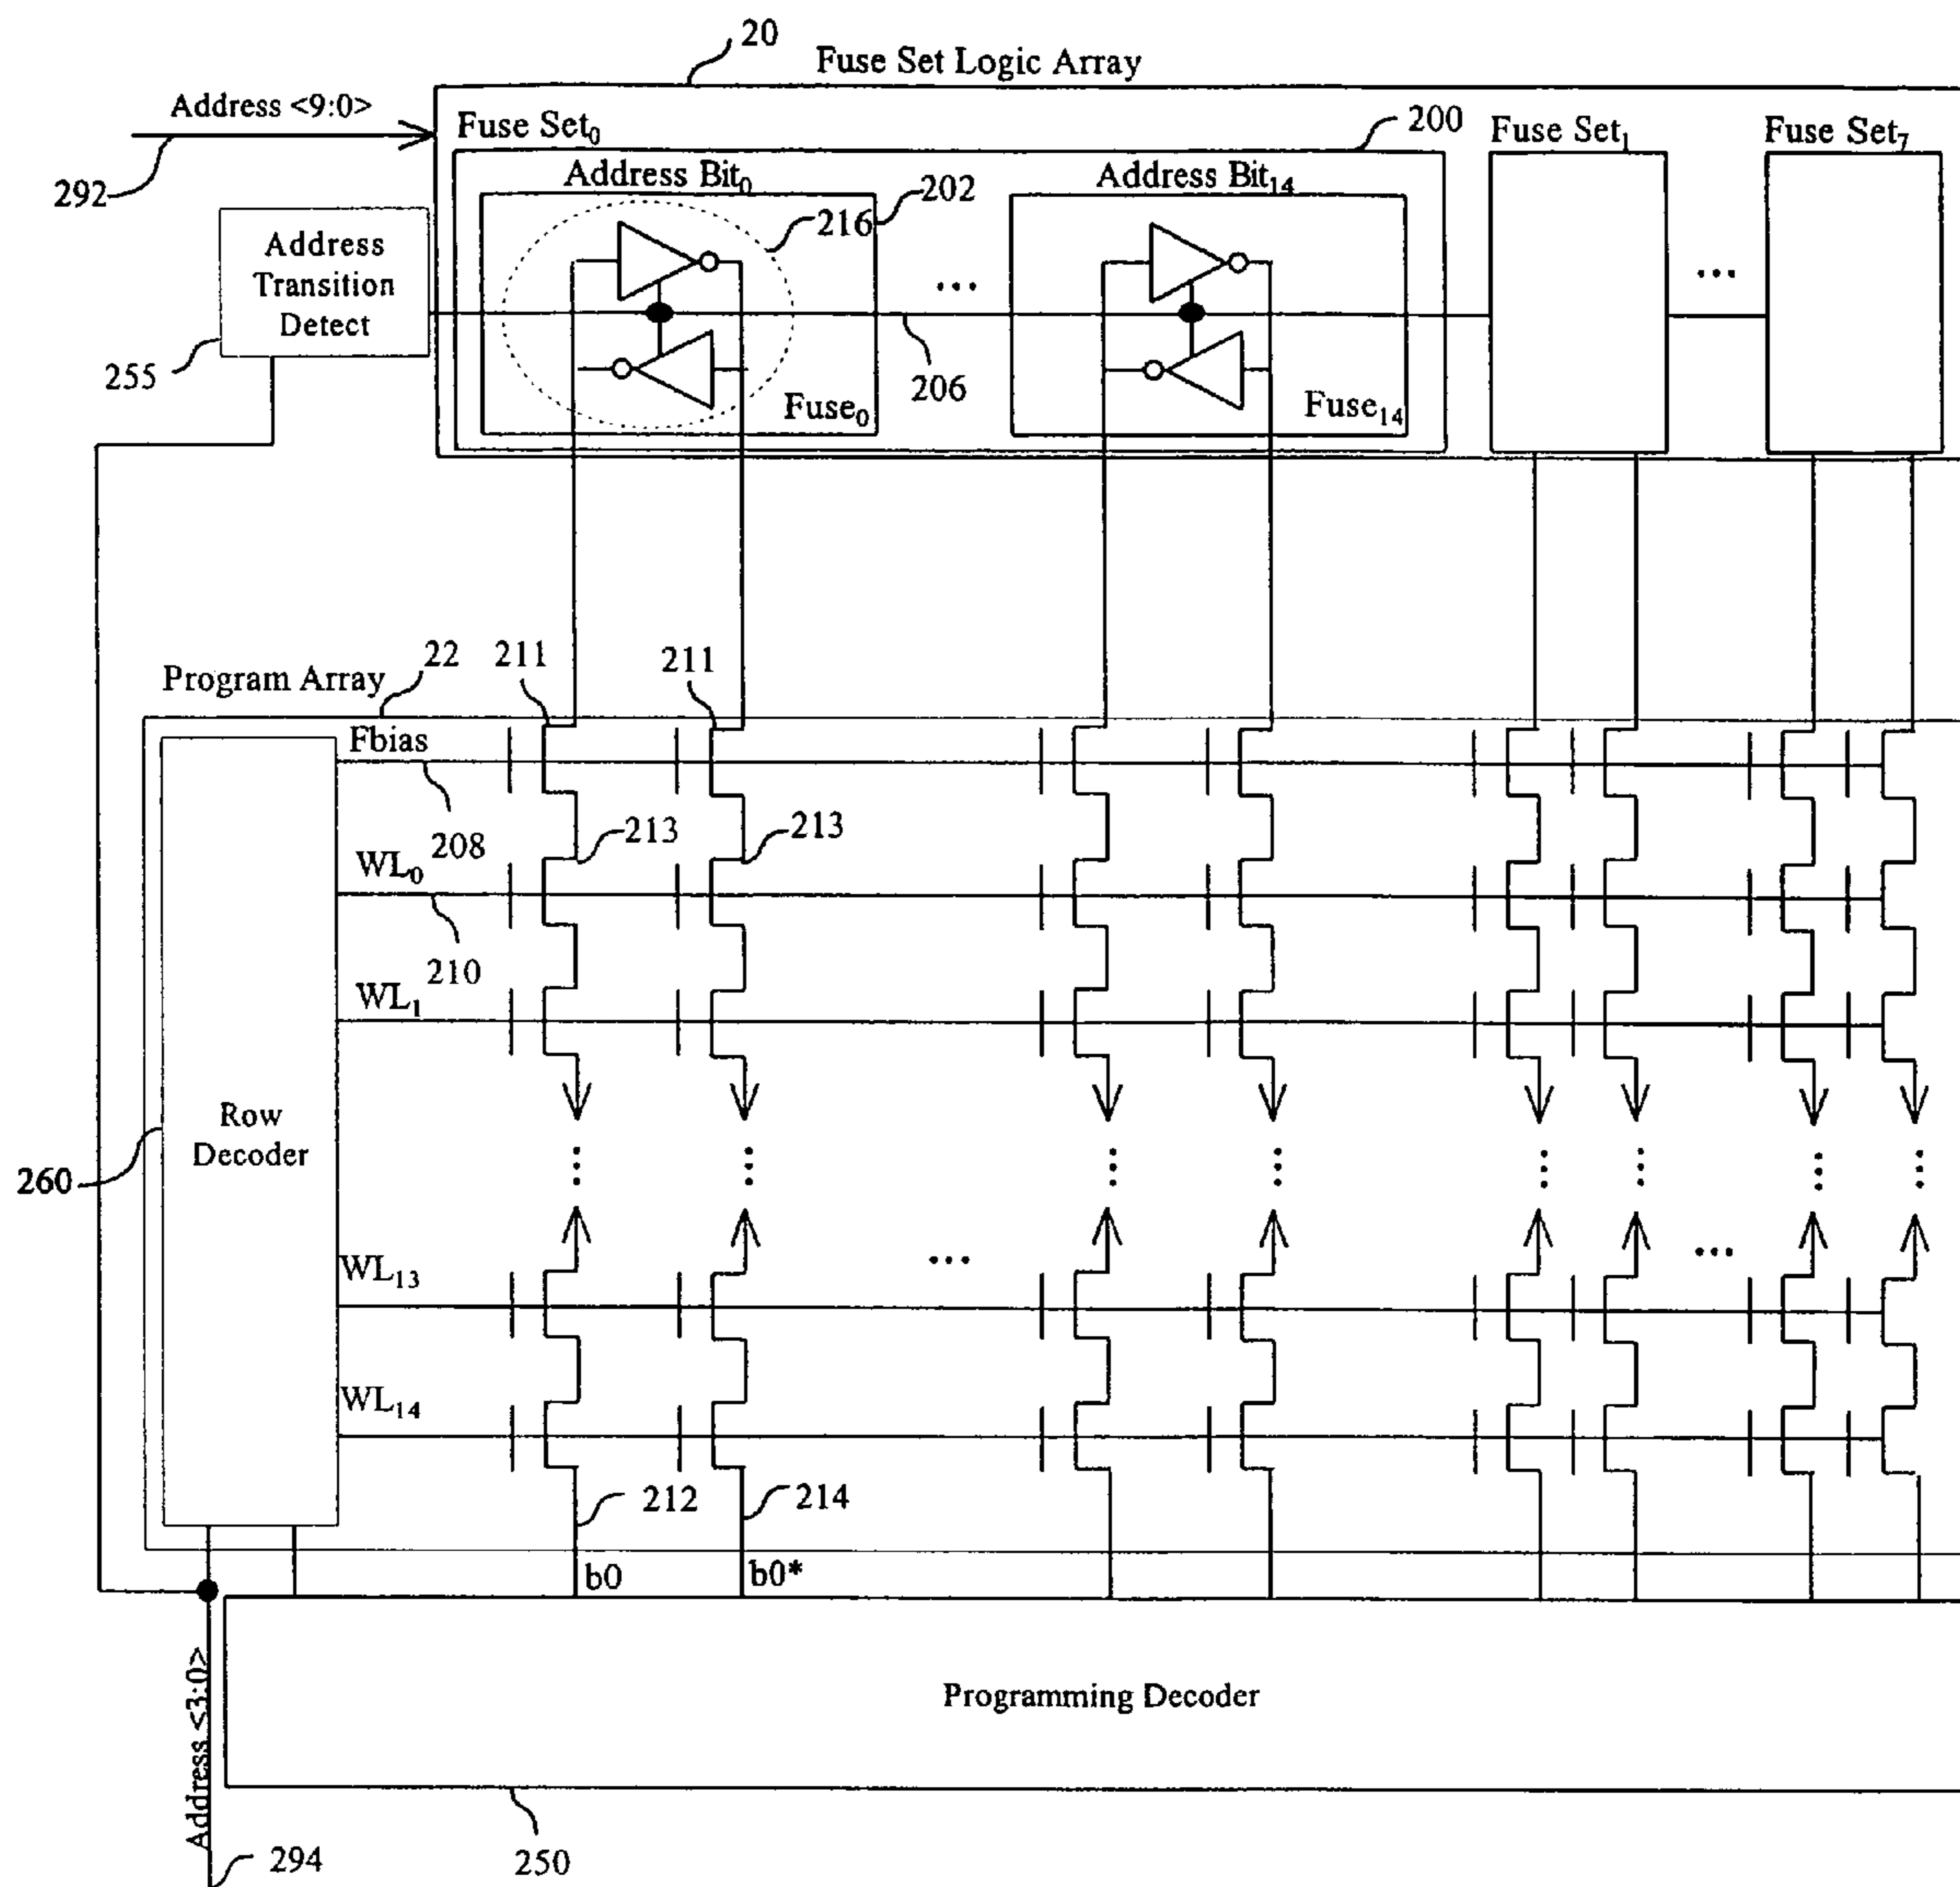 20
Fuse Set Logic Array
Address <9:0>
292
Fuse Set0
200
Fuse Set1
Fuse Set7
Address Bit0
202
Address Bit14
216
Address
Transition
Detect
...
...
255
206
Fuse0
Fuse14
Program Array
22
211
211
Fbias
208
213
213
WL0
210
WL1
Row
Decoder
260
WL13
...
...
WL14
212
214
b0
b0*
Address <3:0>
Programming Decoder
294
250